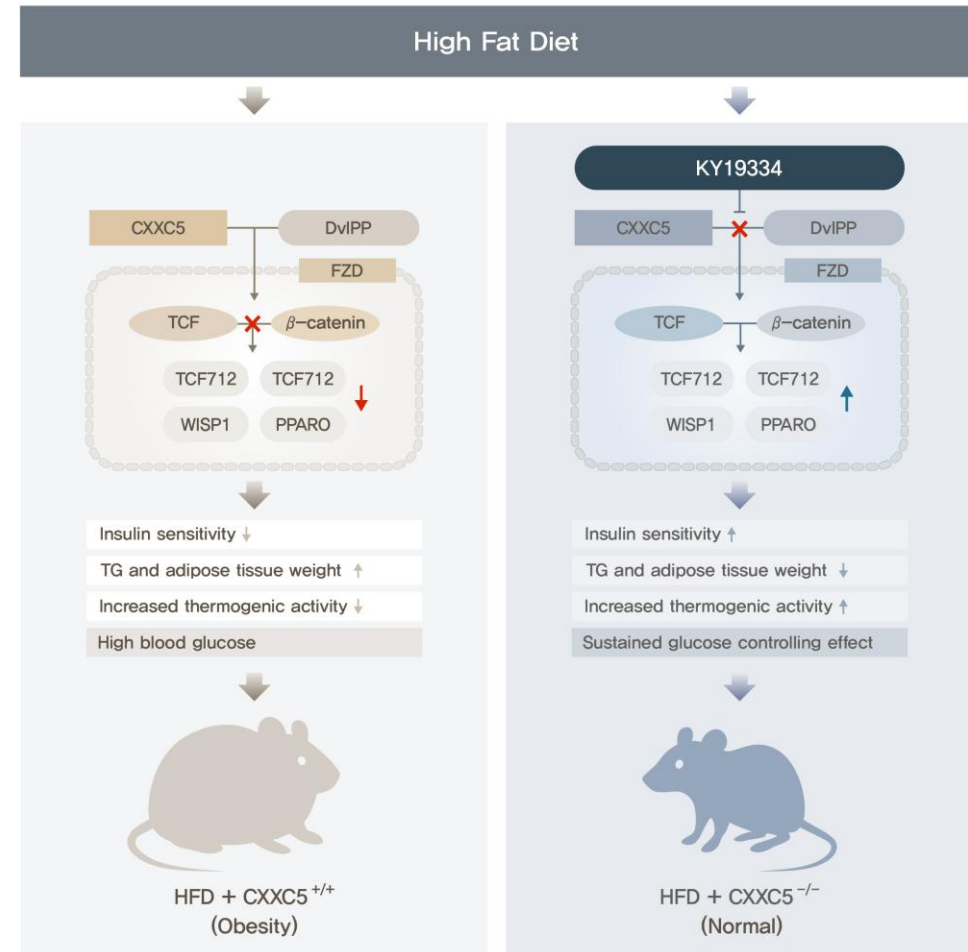 High Fat Diet
CXXC5
DvIPP
FZD
TCF
β-catenin
TCF712
TCF712
WISP1
PPARO
Insulin sensitivity ↓
TG and adipose tissue weight ↑
Increased thermogenic activity ↓
High blood glucose
HFD + CXXC5 +/+
(Obesity)
KY19334
CXXC5
DvIPP
FZD
TCF
β-catenin
TCF712
TCF712
WISP1
PPARO
Insulin sensitivity ↑
TG and adipose tissue weight ↓
Increased thermogenic activity ↑
Sustained glucose controlling effect
HFD + CXXC5 −/−
(Normal)